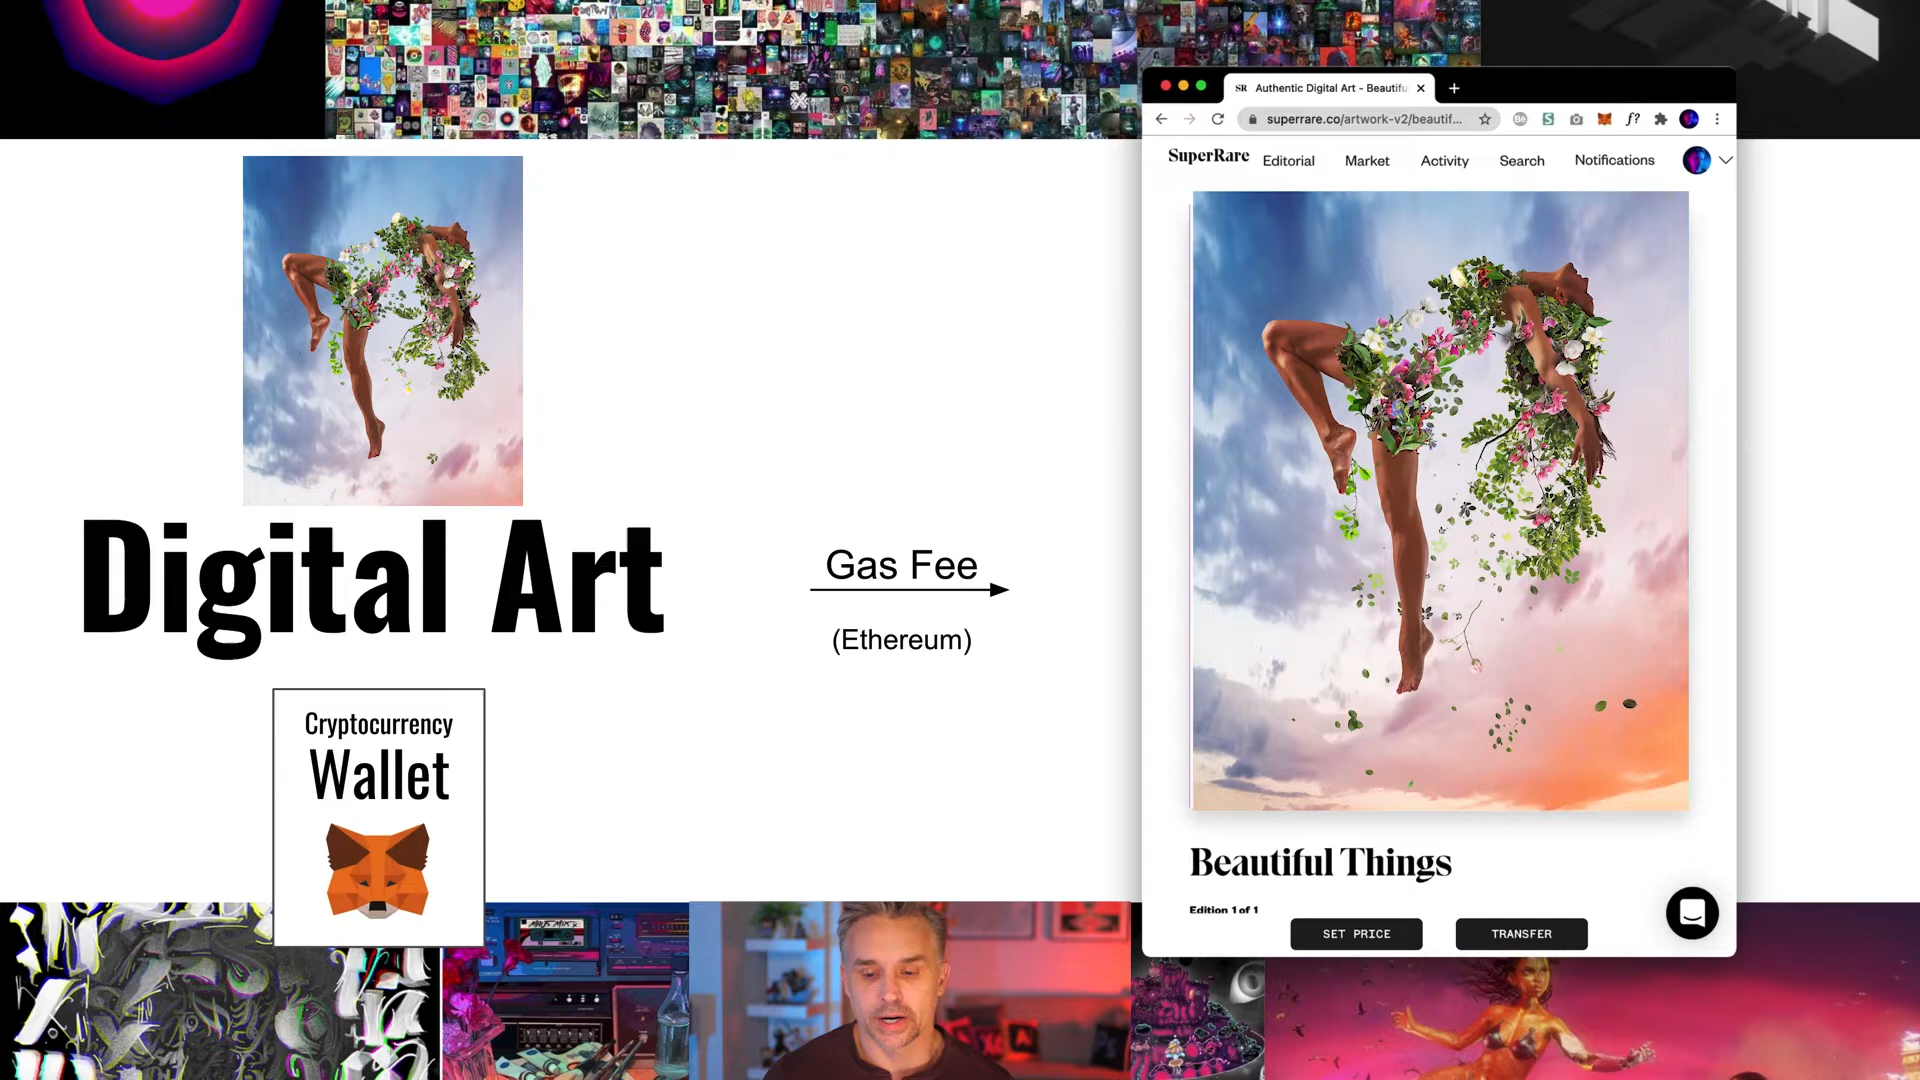 SR Authentic Digital Art - Beautifu
superrare.co/artwork-v2/beautif...
SuperRare Editorial Market Activity Search Notifications
Digital Art
Gas Fee
(Ethereum)
Cryptocurrency
Wallet
Beautiful Things
Edition 1 of 1
SET PRICE TRANSFER